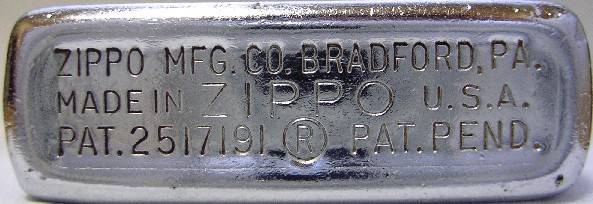 ZIPPO MFG. CO. BRADFORD, PA.
MADE IN ZIPPO U.S.A.
PAT. 2517191 ® PAT. PEND.